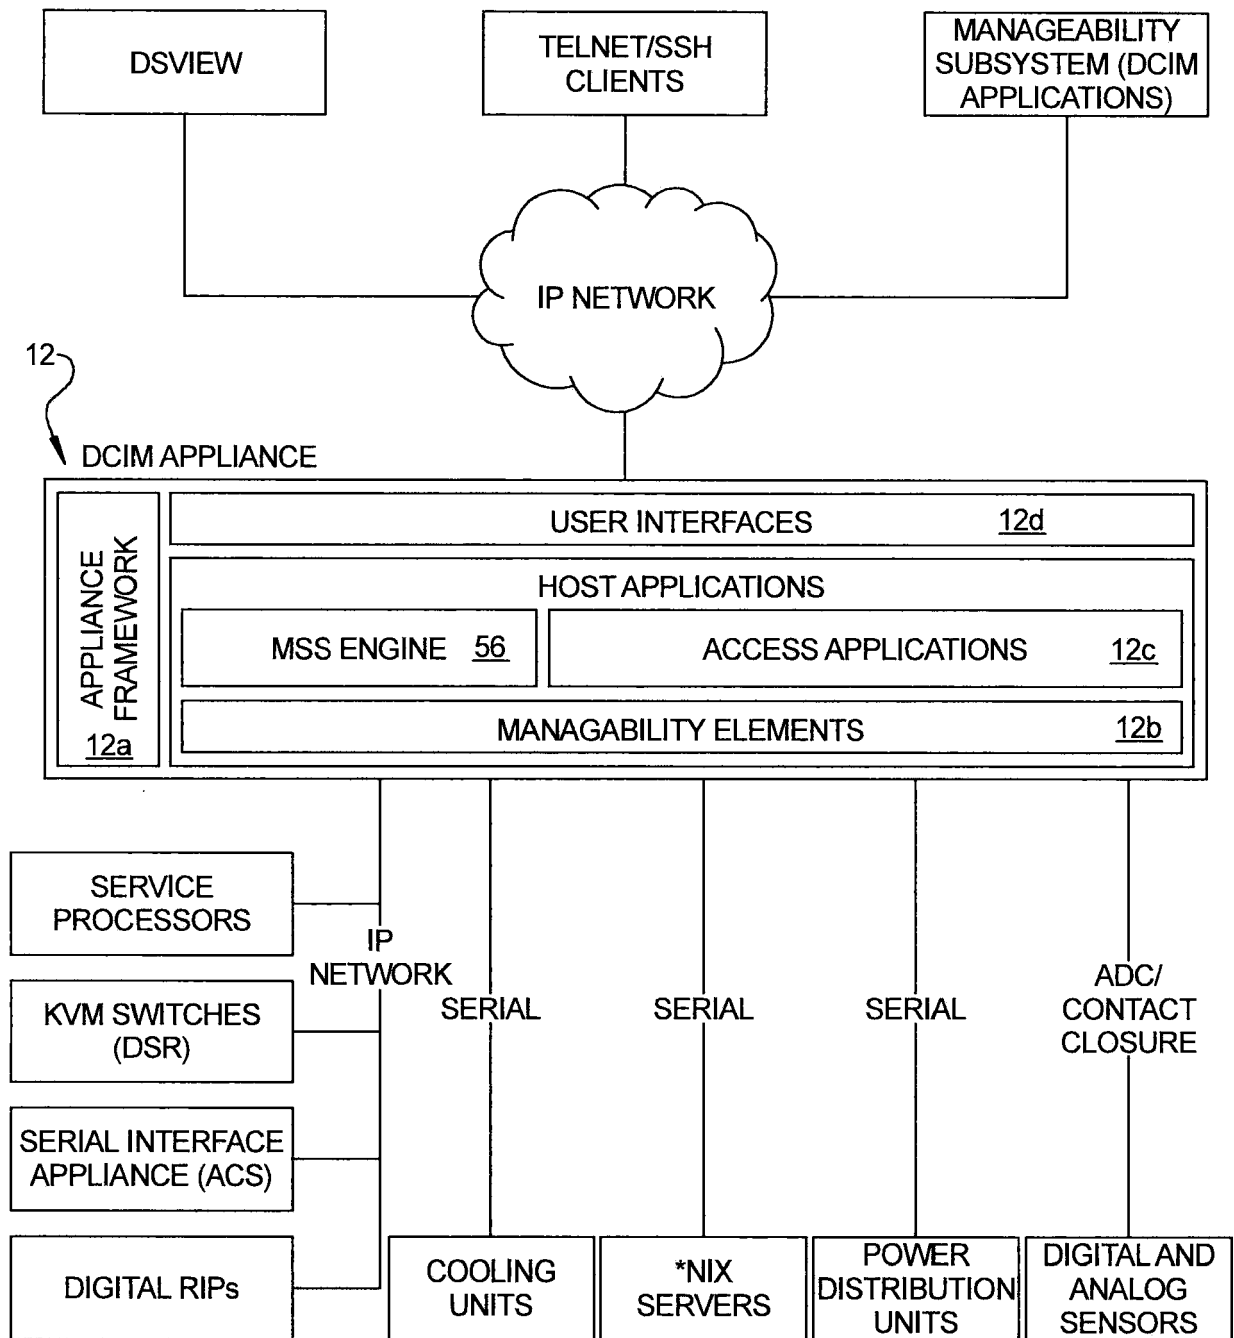 DSVIEW
TELNET/SSH
CLIENTS
MANAGEABILITY
SUBSYSTEM (DCIM
APPLICATIONS)
IP NETWORK
12
DCIM APPLIANCE
APPLIANCE
FRAMEWORK
12a
USER INTERFACES 12d
HOST APPLICATIONS
MSS ENGINE 56
ACCESS APPLICATIONS 12c
MANAGABILITY ELEMENTS 12b
SERVICE
PROCESSORS
KVM SWITCHES
(DSR)
SERIAL INTERFACE
APPLIANCE (ACS)
DIGITAL RIPs
IP
NETWORK
SERIAL
SERIAL
SERIAL
ADC/
CONTACT
CLOSURE
COOLING
UNITS
*NIX
SERVERS
POWER
DISTRIBUTION
UNITS
DIGITAL AND
ANALOG
SENSORS